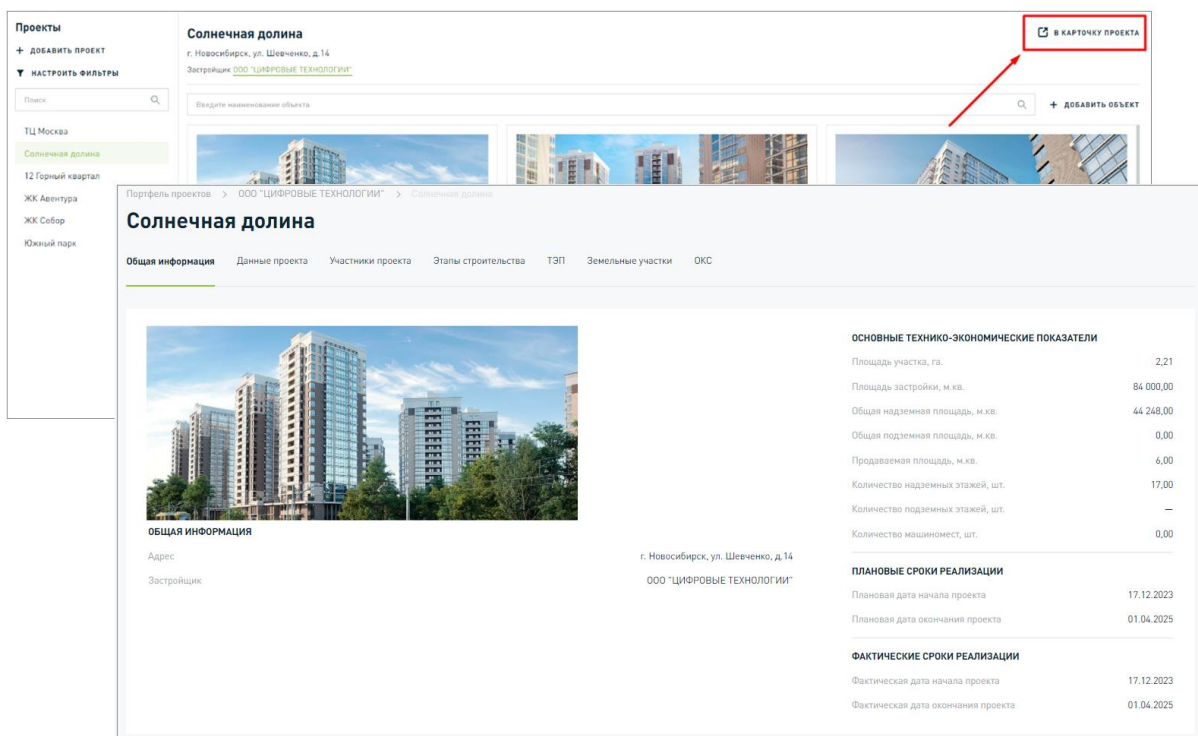 Проекты
+ ДОБАВИТЬ ПРОЕКТ
НАСТРОИТЬ ФИЛЬТРЫ
Поиск
ТЦ Москва
Солнечная долина
12 Горный квартал
ЖК Авентура
ЖК Собор
Южный парк
Солнечная долина
г. Новосибирск, ул. Шевченко, д.14
Застройщик ООО "ЦИФРОВЫЕ ТЕХНОЛОГИИ"
В КАРТОЧКУ ПРОЕКТА
Введите наименование объекта
+ ДОБАВИТЬ ОБЪЕКТ
Портфель проектов > ООО "ЦИФРОВЫЕ ТЕХНОЛОГИИ" > Солнечная долина
Солнечная долина
Общая информация Данные проекта Участники проекта Этапы строительства ТЭП Земельные участки ОКС
ОБЩАЯ ИНФОРМАЦИЯ
Адрес г. Новосибирск, ул. Шевченко, д.14
Застройщик ООО "ЦИФРОВЫЕ ТЕХНОЛОГИИ"
ОСНОВНЫЕ ТЕХНИКО-ЭКОНОМИЧЕСКИЕ ПОКАЗАТЕЛИ
Площадь участка, га. 2,21
Площадь застройки, м.кв. 84 000,00
Общая надземная площадь, м.кв. 44 248,00
Общая подземная площадь, м.кв. 0,00
Продаваемая площадь, м.кв. 6,00
Количество надземных этажей, шт. 17,00
Количество подземных этажей, шт. —
Количество машиномест, шт. 0,00
ПЛАНОВЫЕ СРОКИ РЕАЛИЗАЦИИ
Плановая дата начала проекта 17.12.2023
Плановая дата окончания проекта 01.04.2025
ФАКТИЧЕСКИЕ СРОКИ РЕАЛИЗАЦИИ
Фактическая дата начала проекта 17.12.2023
Фактическая дата окончания проекта 01.04.2025